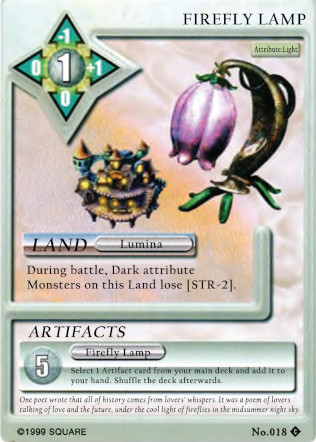 FIREFLY LAMP
Attribute:Light
-1
0 1 +1
0
LAND Lumina
During battle, Dark attribute
Monsters on this Land lose [STR-2].
ARTIFACTS
5 Firefly Lamp
Select 1 Artifact card from your main deck and add it to
your hand. Shuffle the deck afterwards.
One poet wrote that all of history comes from lovers' whispers. It was a poem of lovers
talking of love and the future, under the cool light of fireflies in the midsummer night sky.
©1999 SQUARE No.018